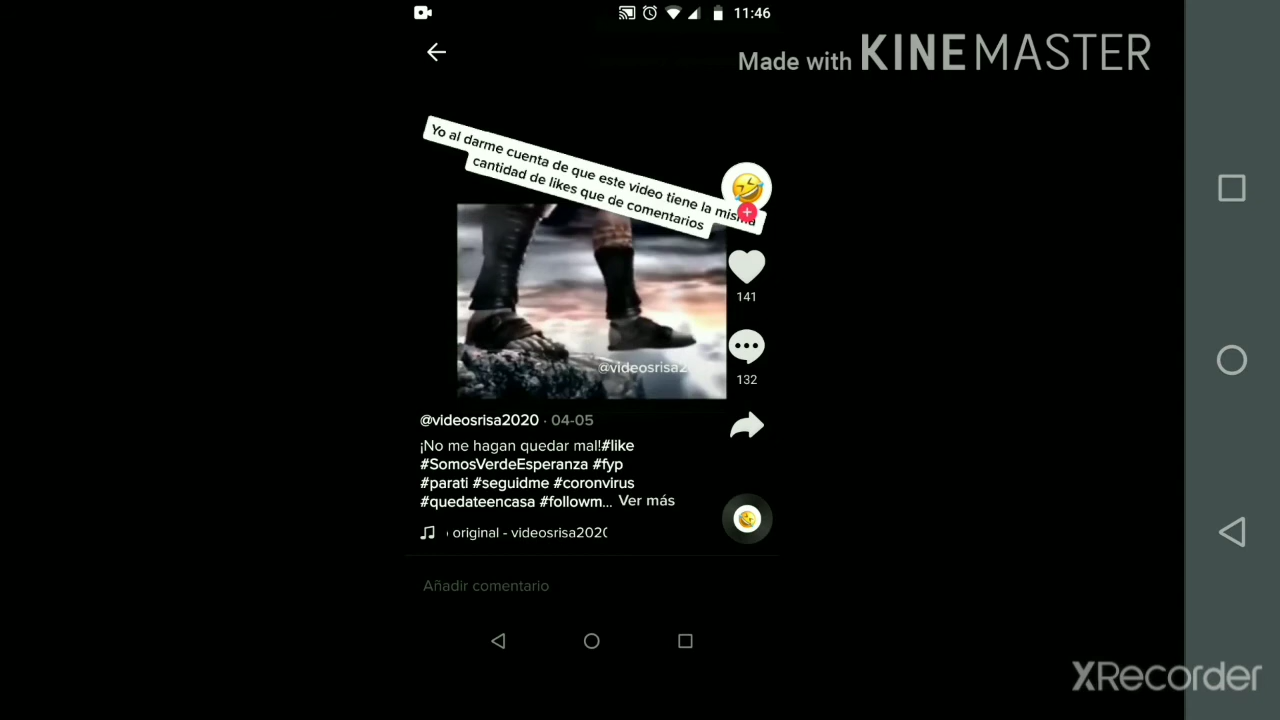 11:46
Made with KINEMASTER
Yo al darme cuenta de que este video tiene la misma
cantidad de likes que de comentarios
141
@videosrisa2
132
@videosrisa2020 · 04-05
¡No me hagan quedar mal!#like
#SomosVerdeEsperanza #fyp
#parati #seguidme #coronvirus
#quedateencasa #followm... Ver más
original - videosrisa202
Añadir comentario
XRecorder